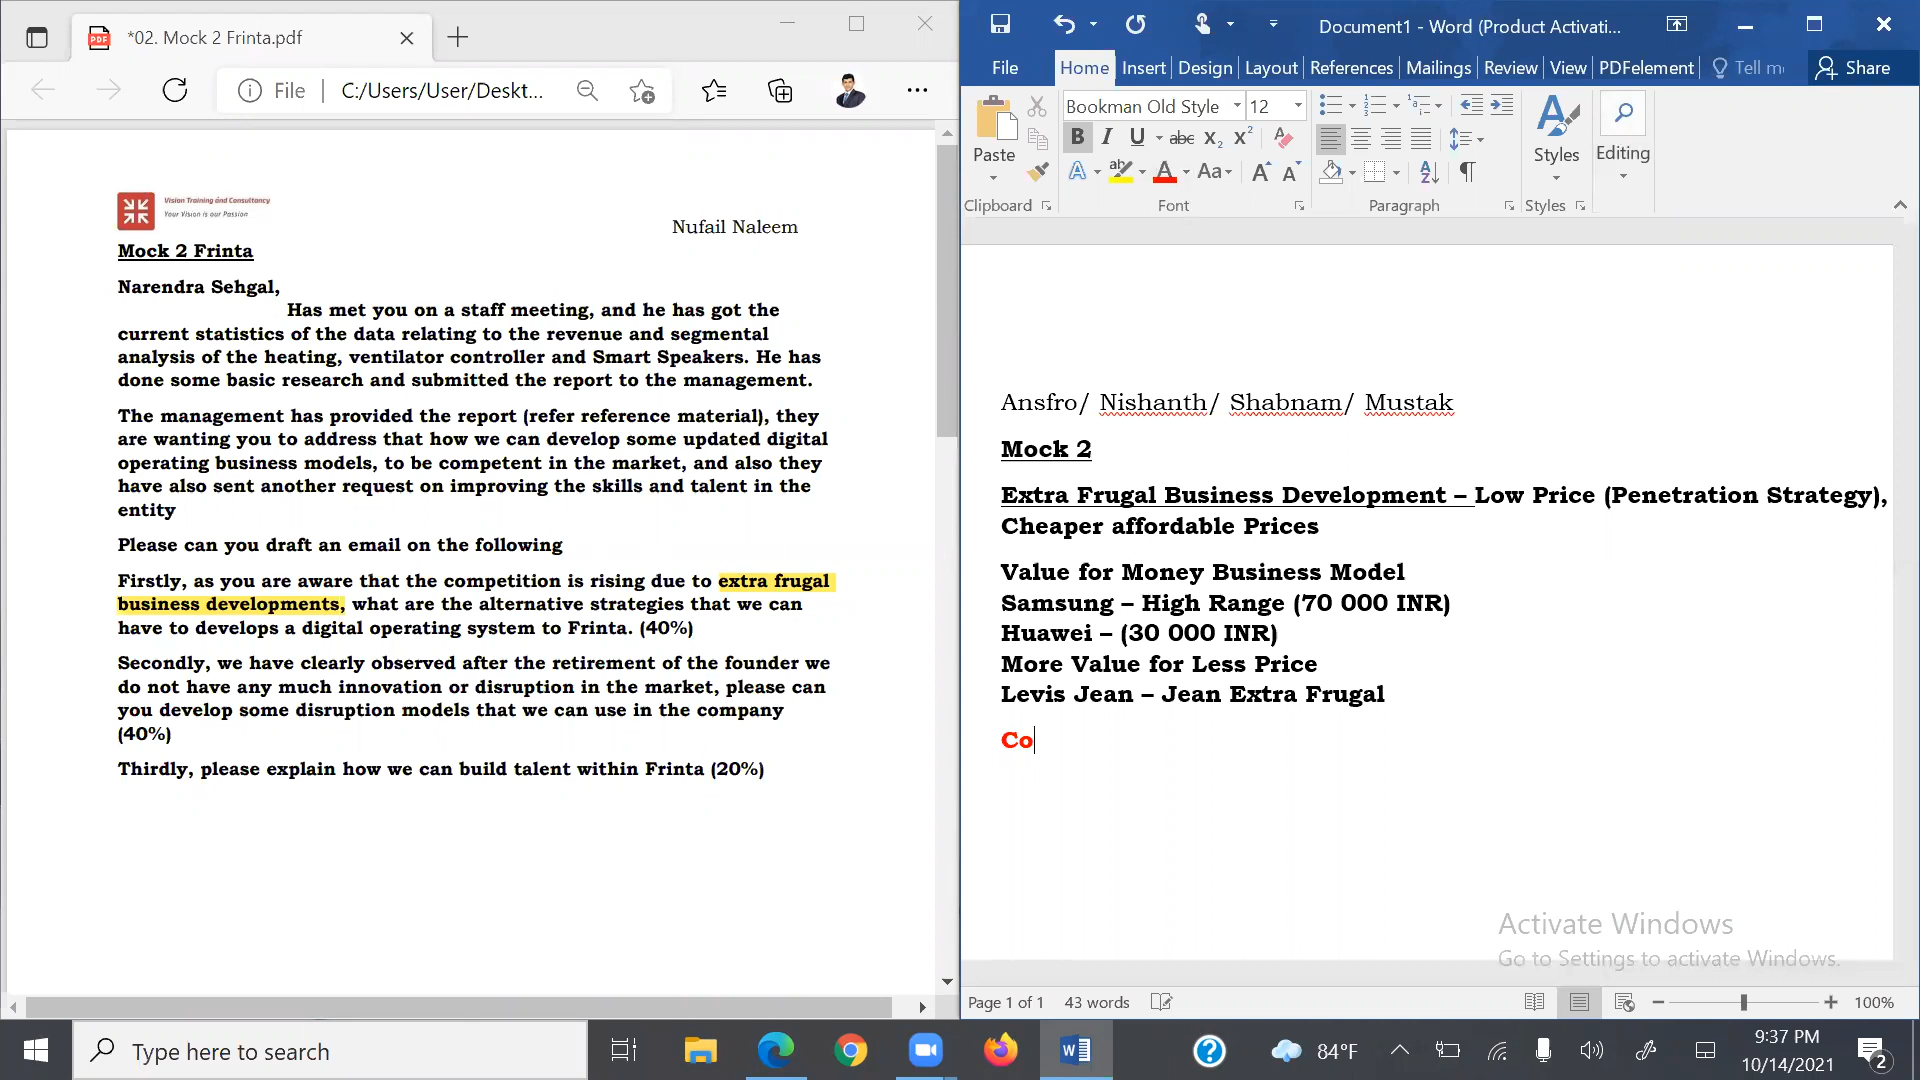 *02. Mock 2 Frinta.pdf
File
C:/Users/User/Deskt...
Vision Training and Consultancy
Your Vision is our Passion
Nufail Naleem
Mock 2 Frinta
Narendra Sehgal,
Has met you on a staff meeting, and he has got the
current statistics of the data relating to the revenue and segmental
analysis of the heating, ventilator controller and Smart Speakers. He has
done some basic research and submitted the report to the management.
The management has provided the report (refer reference material), they
are wanting you to address that how we can develop some updated digital
operating business models, to be competent in the market, and also they
have also sent another request on improving the skills and talent in the
entity
Please can you draft an email on the following
Firstly, as you are aware that the competition is rising due to extra frugal
business developments, what are the alternative strategies that we can
have to develops a digital operating system to Frinta. (40%)
Secondly, we have clearly observed after the retirement of the founder we
do not have any much innovation or disruption in the market, please can
you develop some disruption models that we can use in the company
(40%)
Thirdly, please explain how we can build talent within Frinta (20%)
Document1 - Word (Product Activati...
File Home Insert Design Layout References Mailings Review View PDFelement Tell me Share
Paste
Bookman Old Style 12
Styles
Editing
Clipboard Font Paragraph Styles
Ansfro/ Nishanth/ Shabnam/ Mustak
Mock 2
Extra Frugal Business Development – Low Price (Penetration Strategy),
Cheaper affordable Prices
Value for Money Business Model
Samsung – High Range (70 000 INR)
Huawei – (30 000 INR)
More Value for Less Price
Levis Jean – Jean Extra Frugal
Co
Activate Windows
Go to Settings to activate Windows.
Page 1 of 1 43 words 100%
Type here to search
84°F
9:37 PM
10/14/2021
2